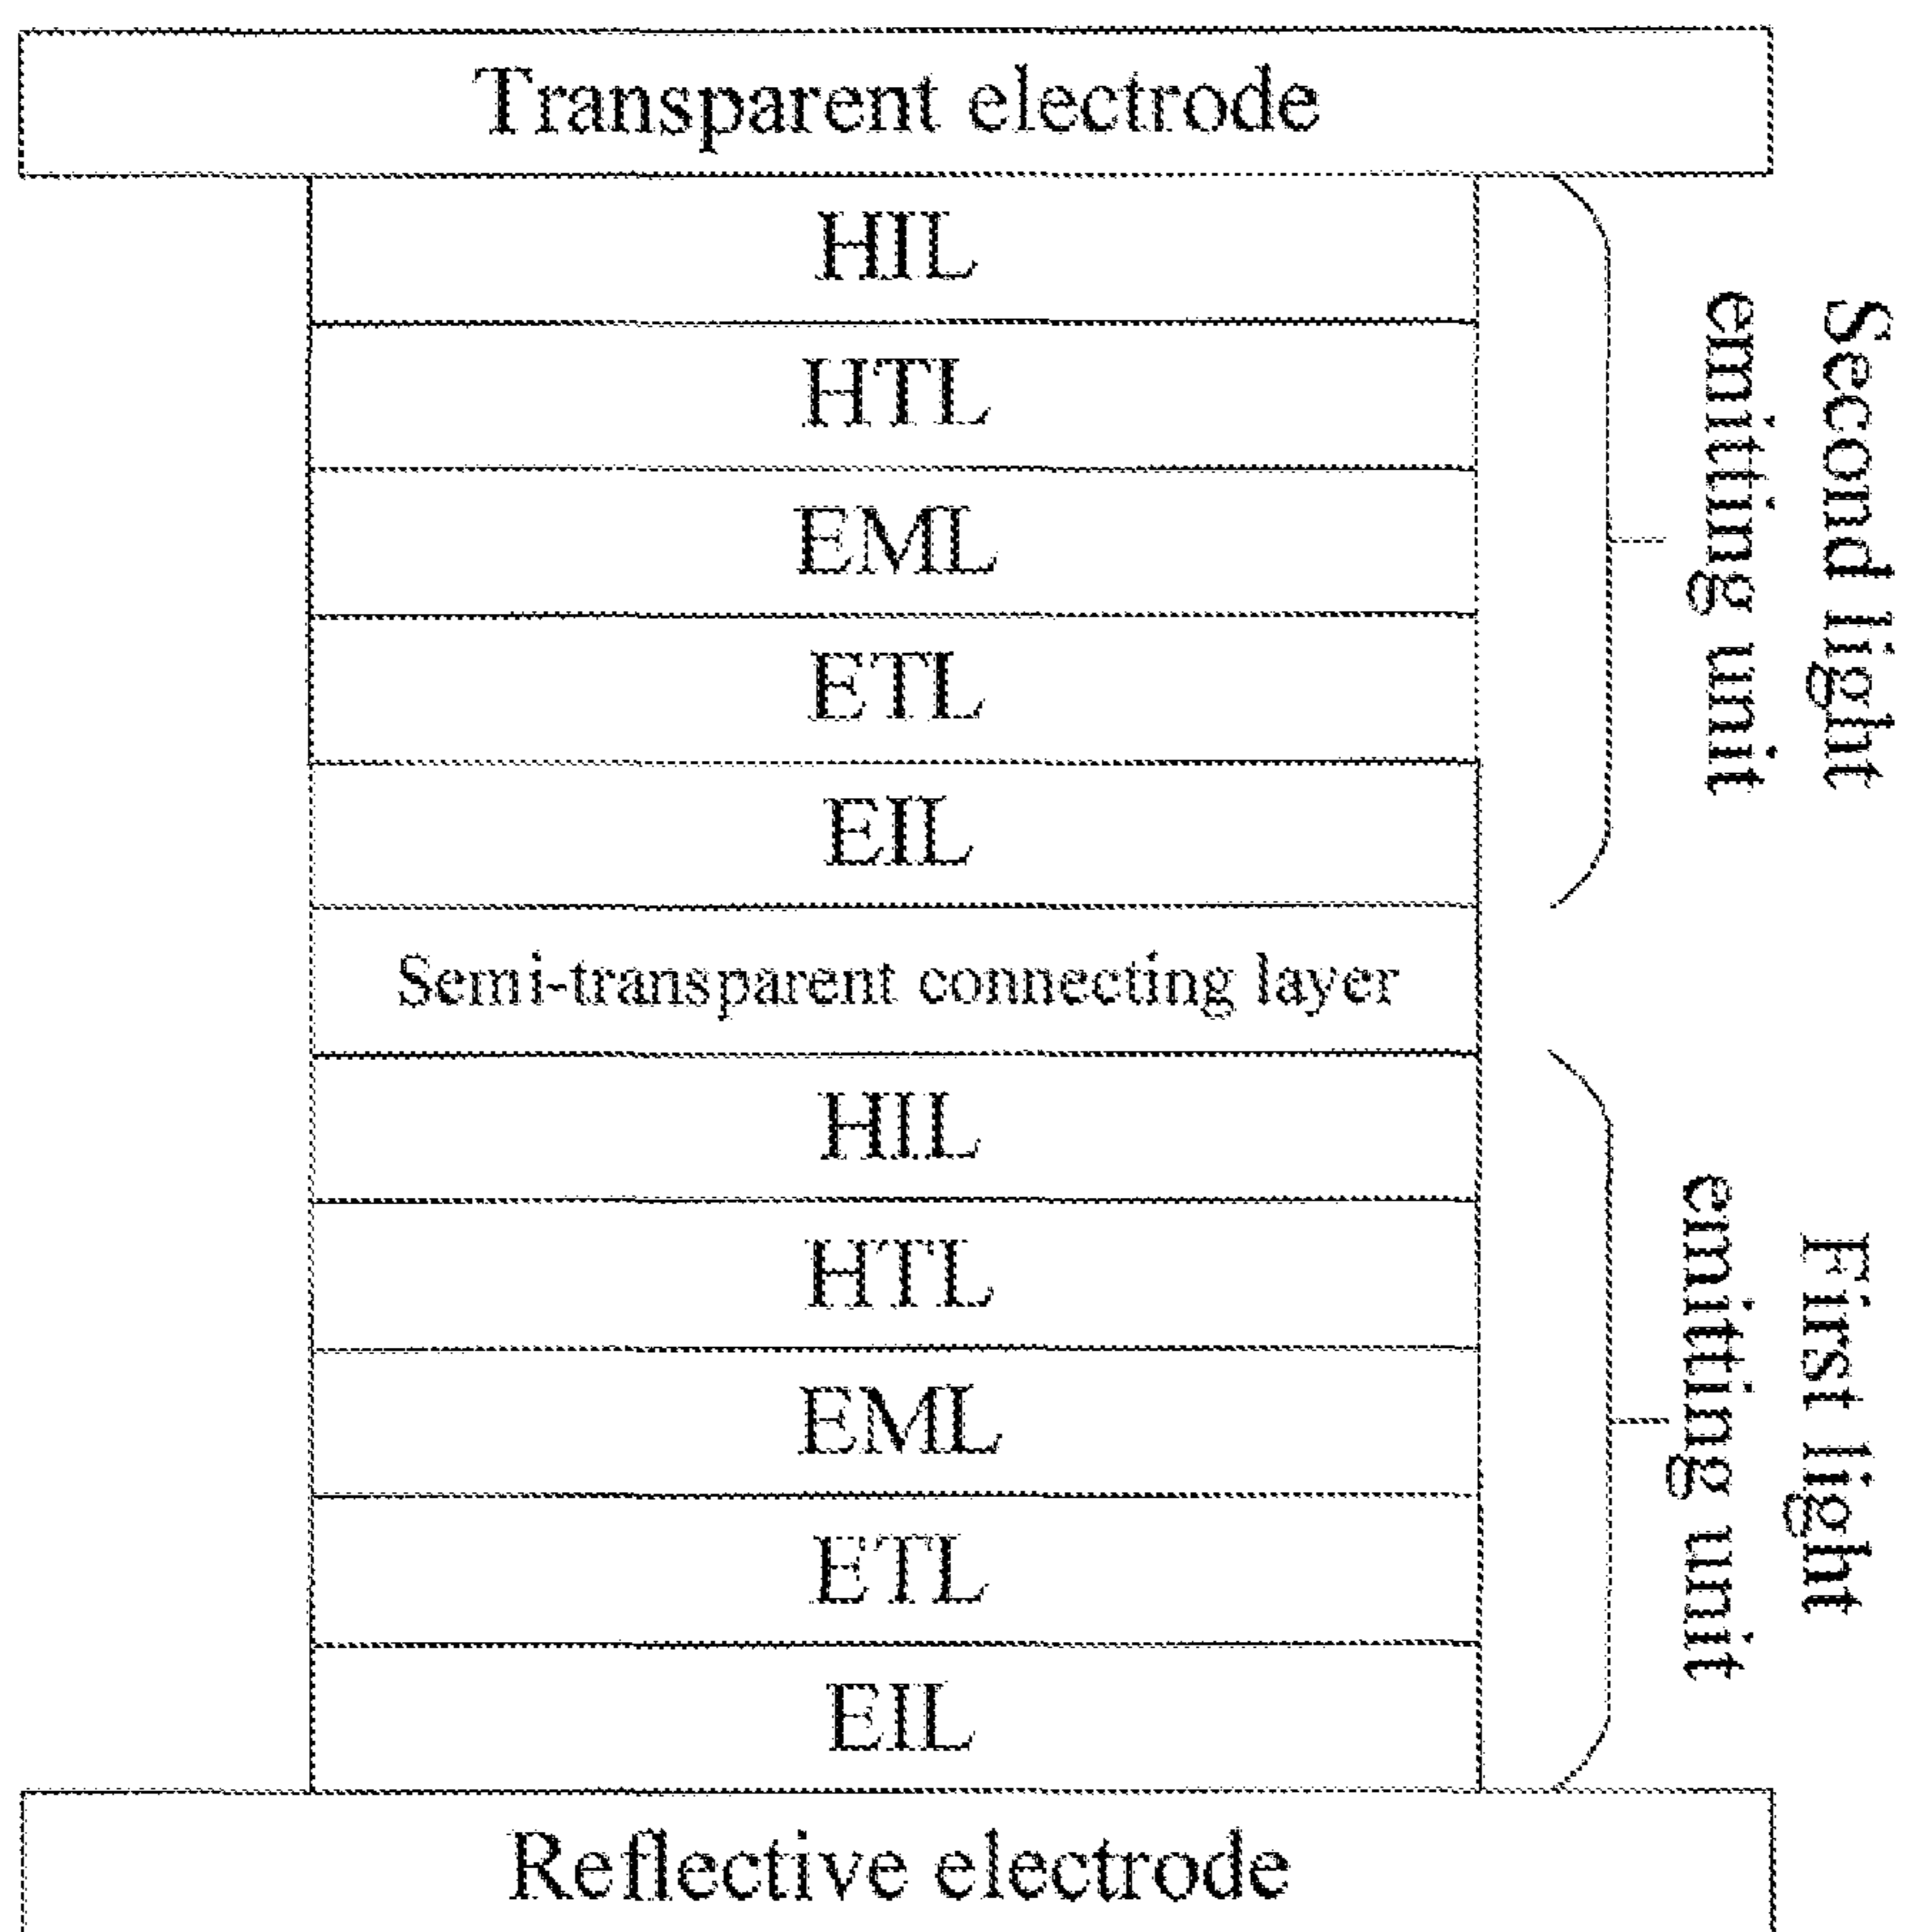 Transparent electrode
HIL
HTL
EML
ETL
EIL
Second light
emitting unit
Semi-transparent connecting layer
HIL
HTL
EML
ETL
EIL
First light
emitting unit
Reflective electrode